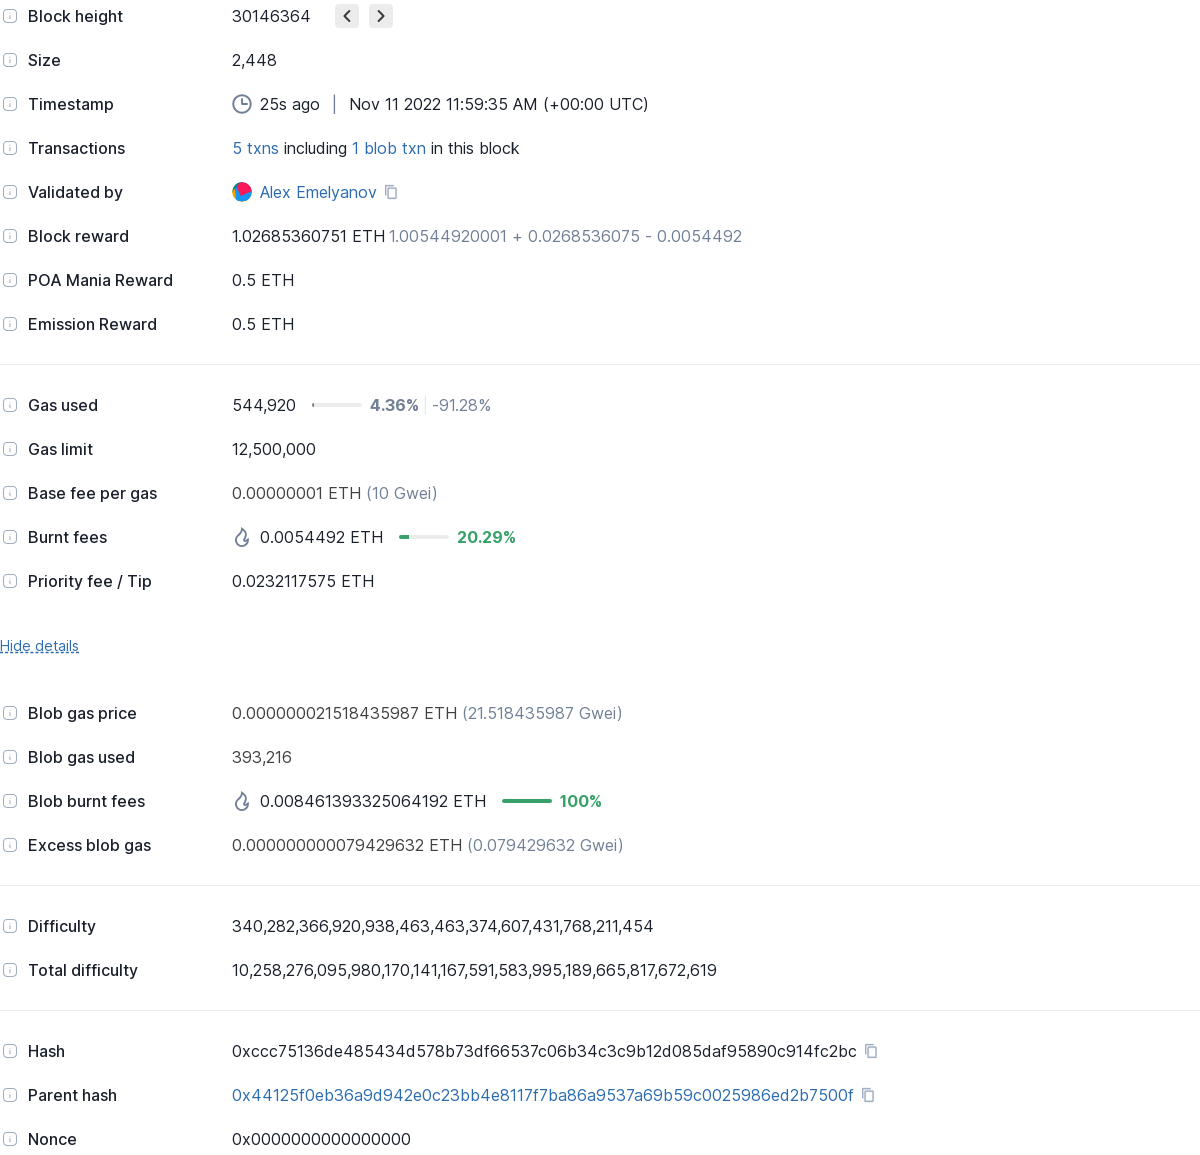 Block height 30146364
Size 2,448
Timestamp 25s ago | Nov 11 2022 11:59:35 AM (+00:00 UTC)
Transactions 5 txns including 1 blob txn in this block
Validated by Alex Emelyanov
Block reward 1.02685360751 ETH 1.00544920001 + 0.0268536075 - 0.0054492
POA Mania Reward 0.5 ETH
Emission Reward 0.5 ETH
Gas used 544,920 4.36% -91.28%
Gas limit 12,500,000
Base fee per gas 0.00000001 ETH (10 Gwei)
Burnt fees 0.0054492 ETH 20.29%
Priority fee / Tip 0.0232117575 ETH
Hide details
Blob gas price 0.000000021518435987 ETH (21.518435987 Gwei)
Blob gas used 393,216
Blob burnt fees 0.008461393325064192 ETH 100%
Excess blob gas 0.000000000079429632 ETH (0.079429632 Gwei)
Difficulty 340,282,366,920,938,463,463,374,607,431,768,211,454
Total difficulty 10,258,276,095,980,170,141,167,591,583,995,189,665,817,672,619
Hash 0xccc75136de485434d578b73df66537c06b34c3c9b12d085daf95890c914fc2bc
Parent hash 0x44125f0eb36a9d942e0c23bb4e8117f7ba86a9537a69b59c0025986ed2b7500f
Nonce 0x0000000000000000